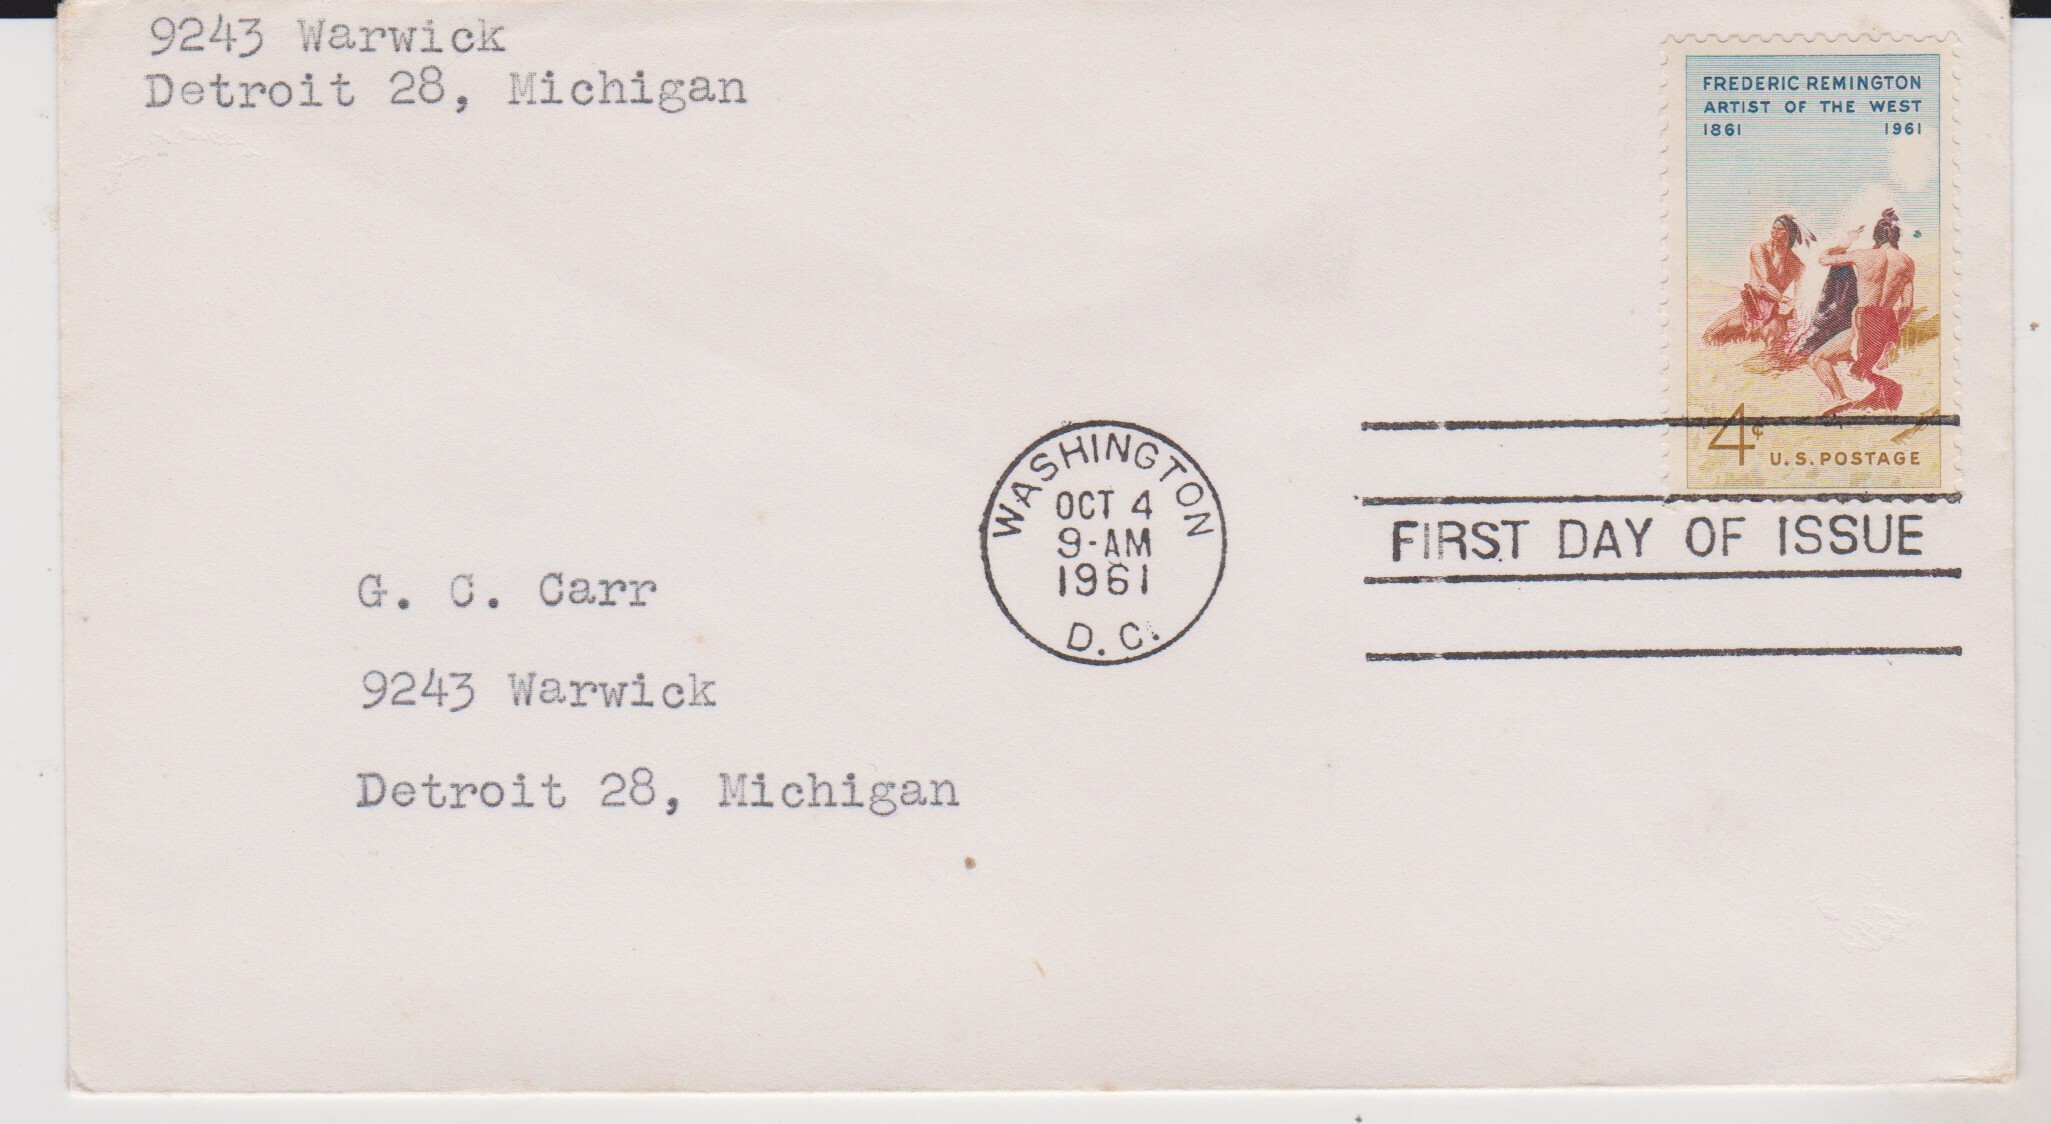 9243 Warwick
Detroit 28, Michigan
FREDERIC REMINGTON
ARTIST OF THE WEST
1861 1961
4¢
U.S. POSTAGE
WASHINGTON
OCT 4
9-AM
1961
D.C.
FIRST DAY OF ISSUE
G. C. Carr
9243 Warwick
Detroit 28, Michigan